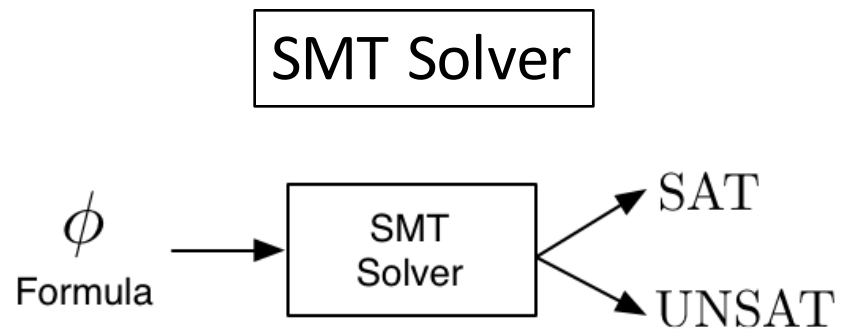 SMT Solver
ϕ
Formula
SMT
Solver
SAT
UNSAT